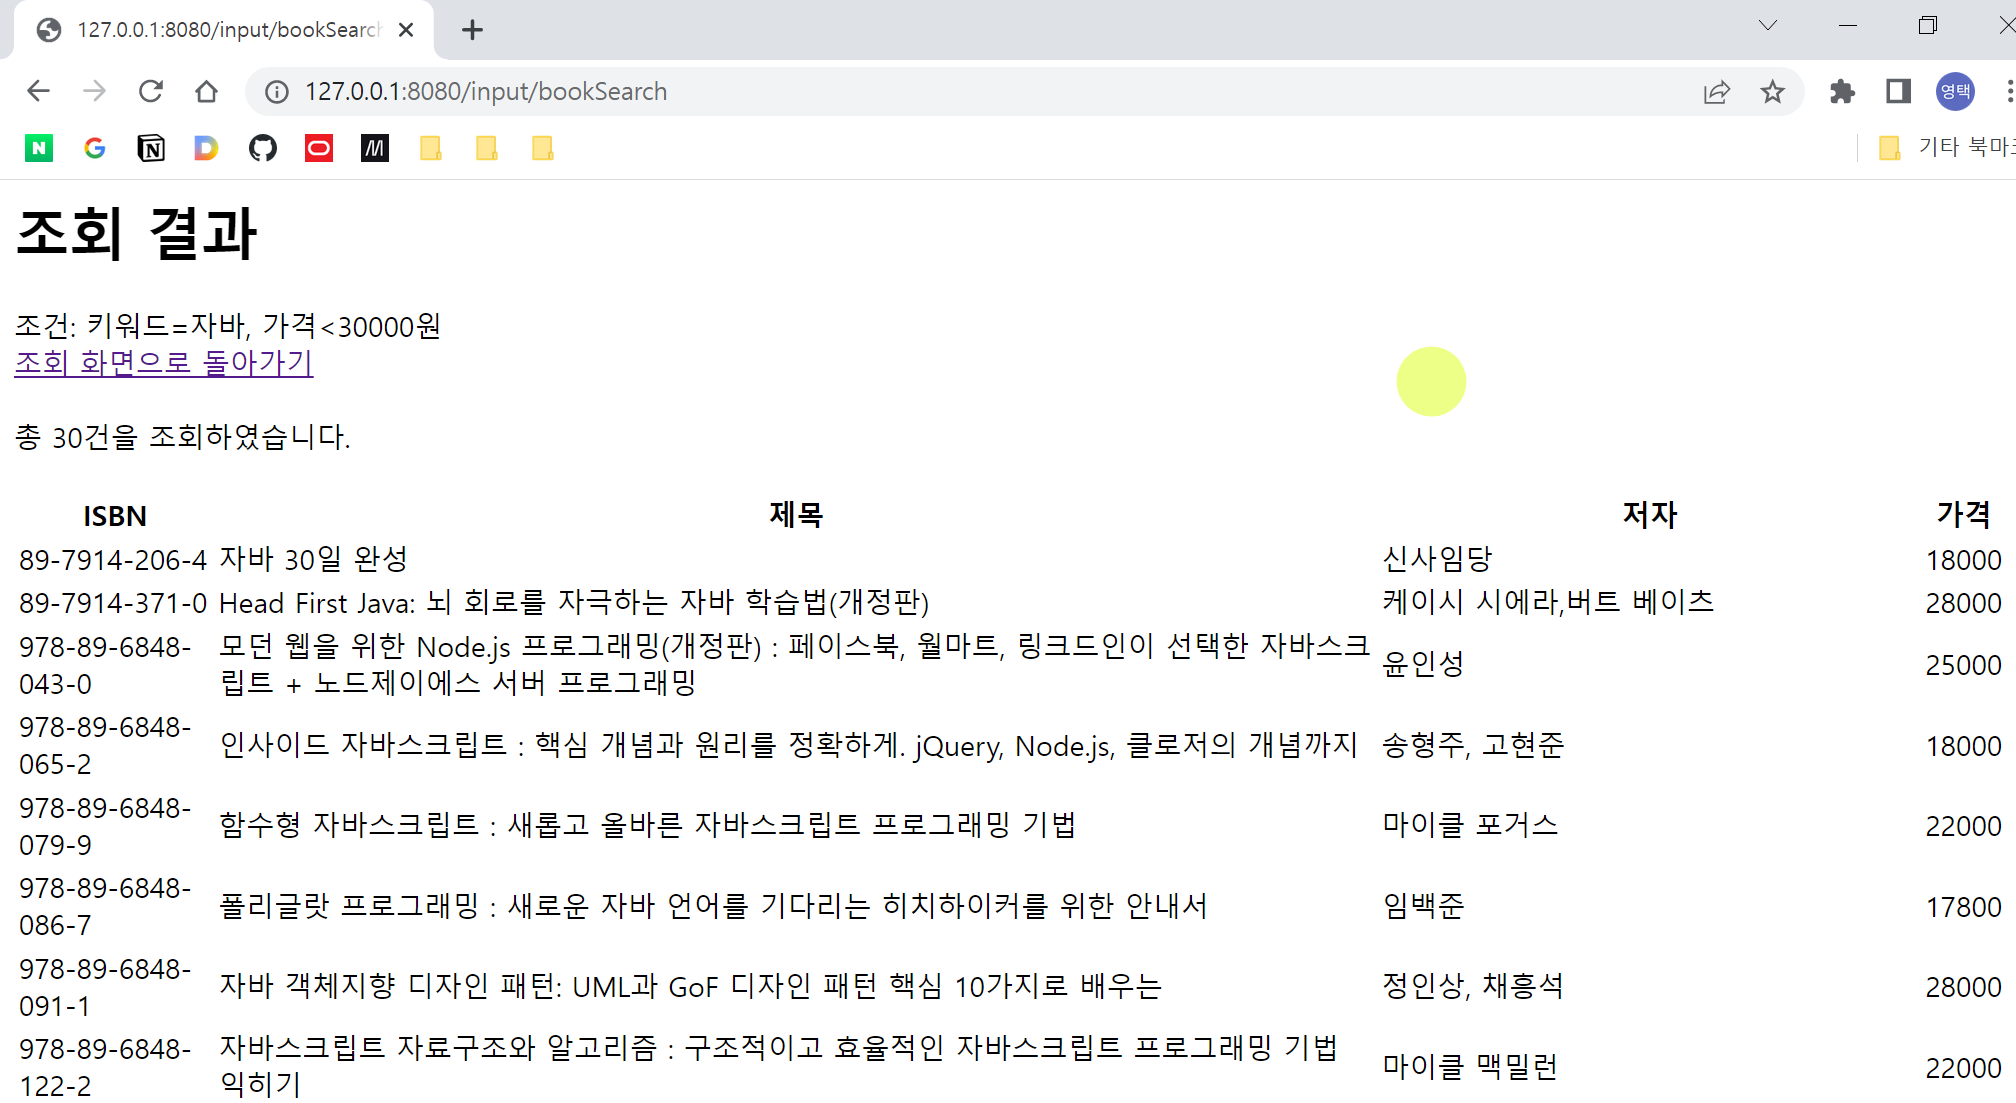 127.0.0.1:8080/input/bookSearch
127.0.0.1:8080/input/bookSearch
영택
기타 북마크
조회 결과
조건: 키워드=자바, 가격<30000원
조회 화면으로 돌아가기
총 30건을 조회하였습니다.
ISBN 제목 저자 가격
89-7914-206-4 자바 30일 완성 신사임당 18000
89-7914-371-0 Head First Java: 뇌 회로를 자극하는 자바 학습법(개정판) 케이시 시에라,버트 베이츠 28000
978-89-6848-043-0 모던 웹을 위한 Node.js 프로그래밍(개정판) : 페이스북, 월마트, 링크드인이 선택한 자바스크
립트 + 노드제이에스 서버 프로그래밍 윤인성 25000
978-89-6848-065-2 인사이드 자바스크립트 : 핵심 개념과 원리를 정확하게. jQuery, Node.js, 클로저의 개념까지 송형주, 고현준 18000
978-89-6848-079-9 함수형 자바스크립트 : 새롭고 올바른 자바스크립트 프로그래밍 기법 마이클 포거스 22000
978-89-6848-086-7 폴리글랏 프로그래밍 : 새로운 자바 언어를 기다리는 히치하이커를 위한 안내서 임백준 17800
978-89-6848-091-1 자바 객체지향 디자인 패턴: UML과 GoF 디자인 패턴 핵심 10가지로 배우는 정인상, 채흥석 28000
978-89-6848-122-2 자바스크립트 자료구조와 알고리즘 : 구조적이고 효율적인 자바스크립트 프로그래밍 기법
익히기 마이클 맥밀런 22000